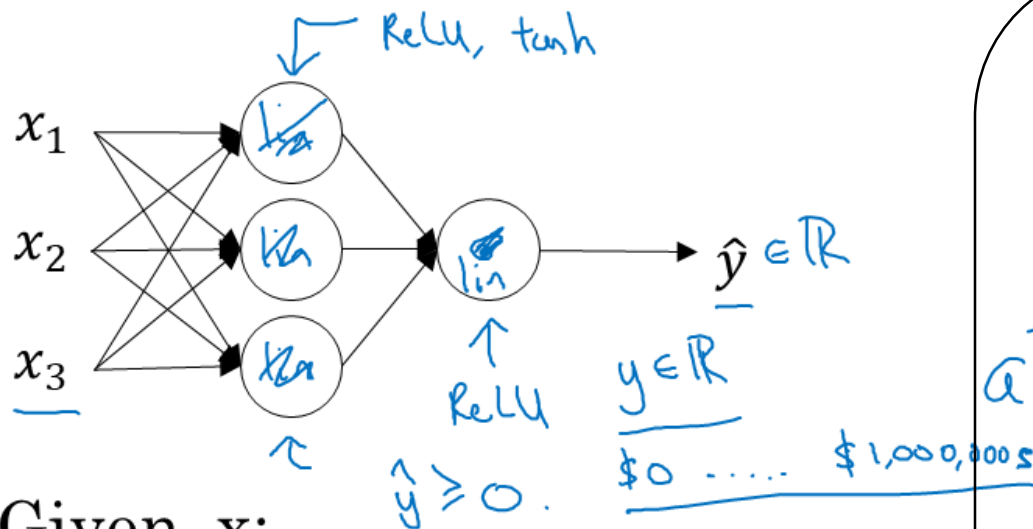 ReLU, tanh
x₁
x₂
x₃
lin
ŷ ∈ ℝ
ReLU
y ∈ ℝ
ŷ ≥ 0.
$0 ..... $1,000,000s
a
Given x: